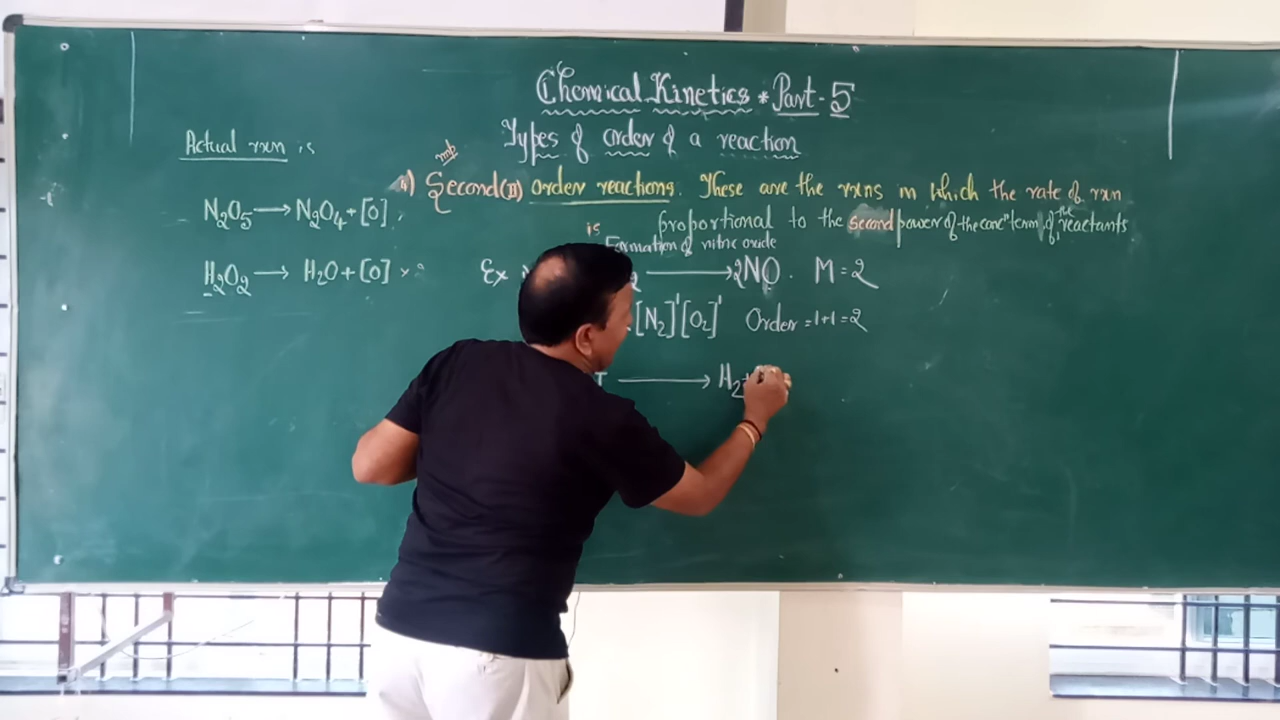 Chemical Kinetics * Part-5
Types of order of a reaction
Actual rxn is
N₂O₅ → N₂O₄ + [O]
H₂O₂ → H₂O + [O]
imp
4) Second(II) order reactions. These are the rxns in which the rate of rxn
is proportional to the second power of the concⁿ term of the reactants
Formation of nitric oxide
Ex 2 → 2NO. M = 2
[N₂]¹[O₂]¹ Order = 1+1 = 2
→ H₂+